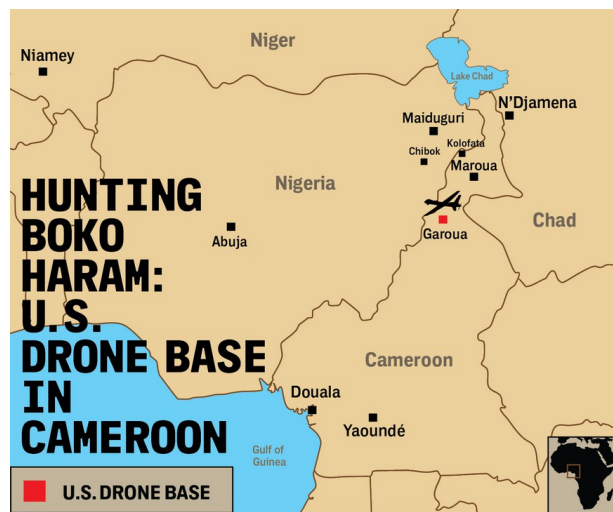 Niger
Niamey
Lake Chad
N'Djamena
Maiduguri
Kolofata
Chibok
Maroua
Nigeria
Garoua
Chad
Abuja
HUNTING
BOKO
HARAM:
U.S.
DRONE BASE
IN
CAMEROON
Cameroon
Douala
Yaoundé
Gulf of
Guinea
U.S. DRONE BASE